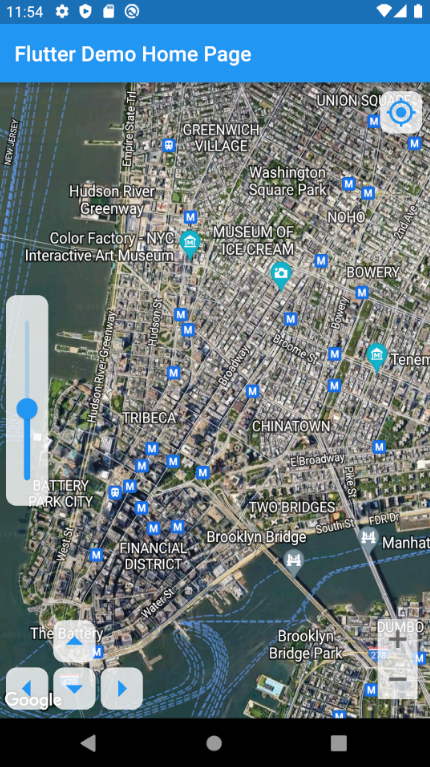 11:54
Flutter Demo Home Page
UNION SQUARE
NEW JERSEY
Empire State Trl
GREENWICH
VILLAGE
Hudson River
Greenway
Washington
Square Park
NOHO
2nd Ave
Color Factory - NYC
Interactive Art Museum
MUSEUM OF
ICE CREAM
BOWERY
Hudson St
Bowery
Hudson River Greenway
Broadway
Broome St
Tenem
TRIBECA
CHINATOWN
E Broadway
Pike St
BATTERY
PARK CITY
TWO BRIDGES
South St
FDR Dr
West St
Brooklyn Bridge
Manhat
FINANCIAL
DISTRICT
Water St
The Battery
DUMBO
Brooklyn
Bridge Park
278
Google